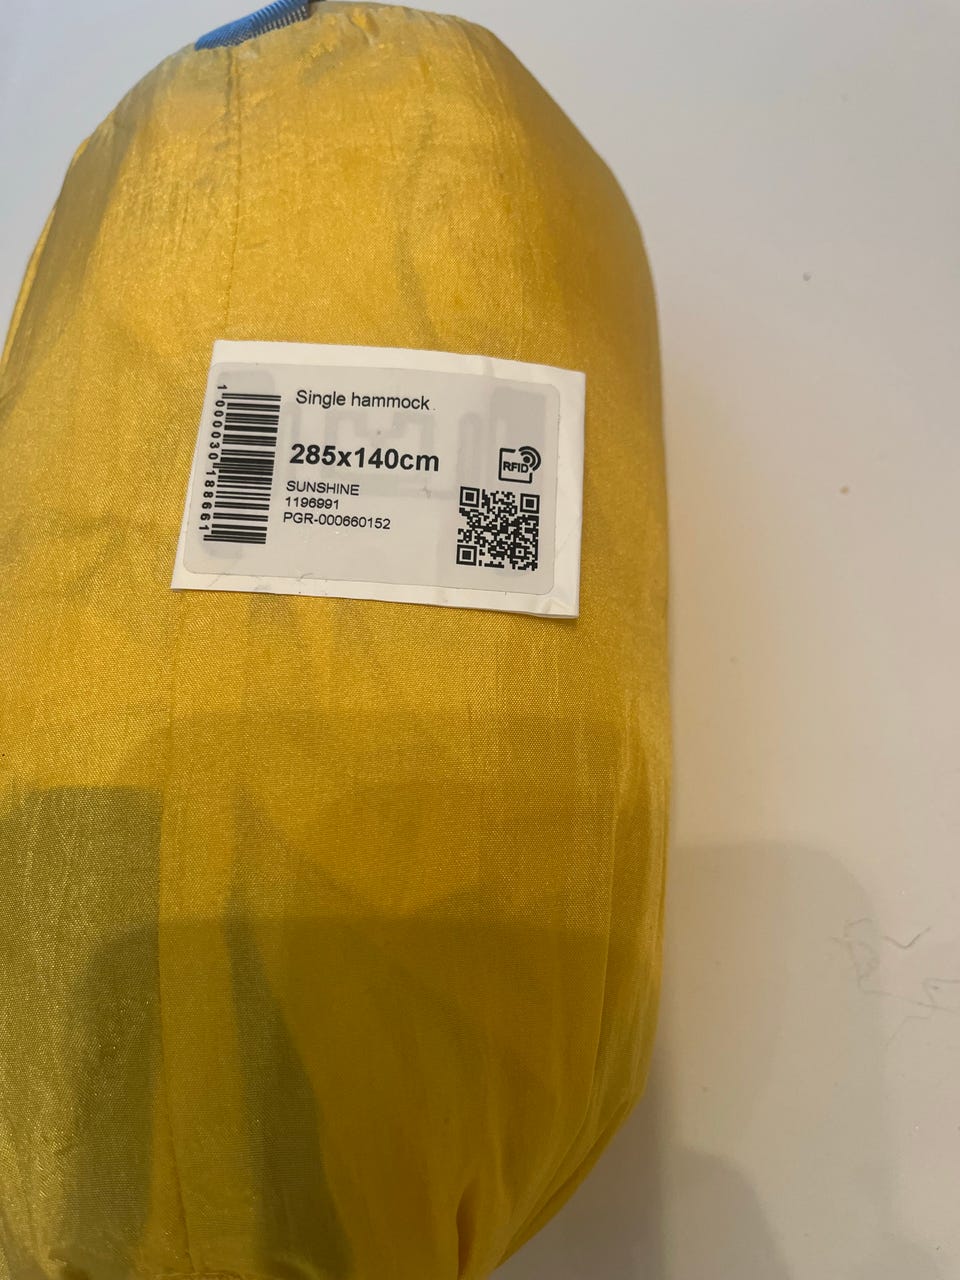 Single hammock
285x140cm
RFID
SUNSHINE
1196991
PGR-000660152
1000030188661